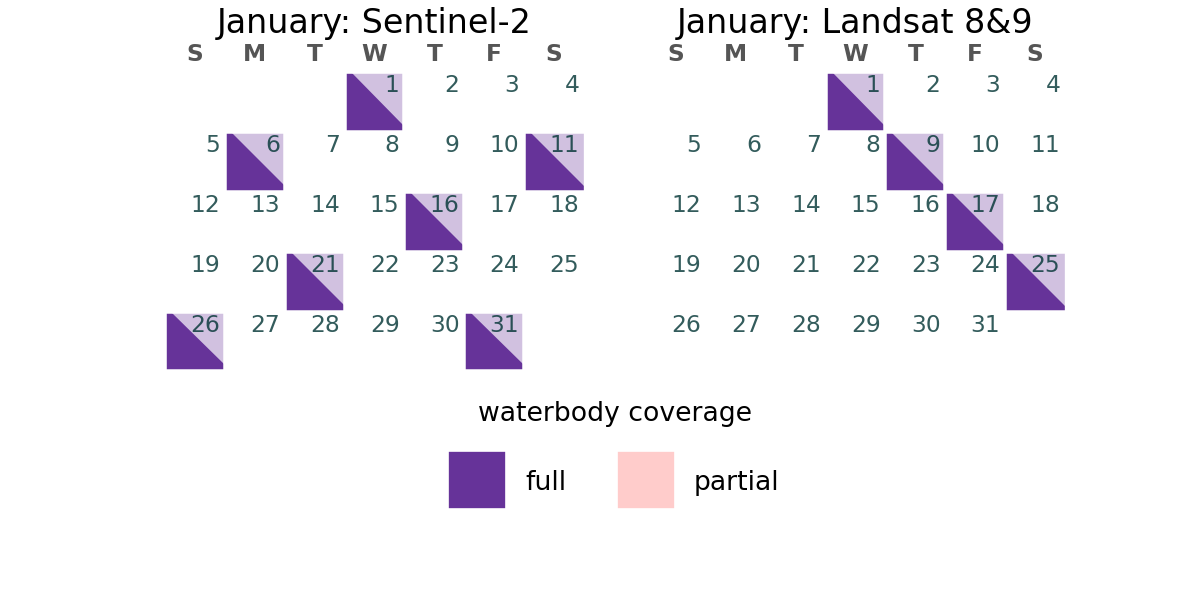 January: Sentinel-2
S M T W T F S
1 2 3 4
5 6 7 8 9 10 11
12 13 14 15 16 17 18
19 20 21 22 23 24 25
26 27 28 29 30 31
January: Landsat 8&9
S M T W T F S
1 2 3 4
5 6 7 8 9 10 11
12 13 14 15 16 17 18
19 20 21 22 23 24 25
26 27 28 29 30 31
waterbody coverage
full partial